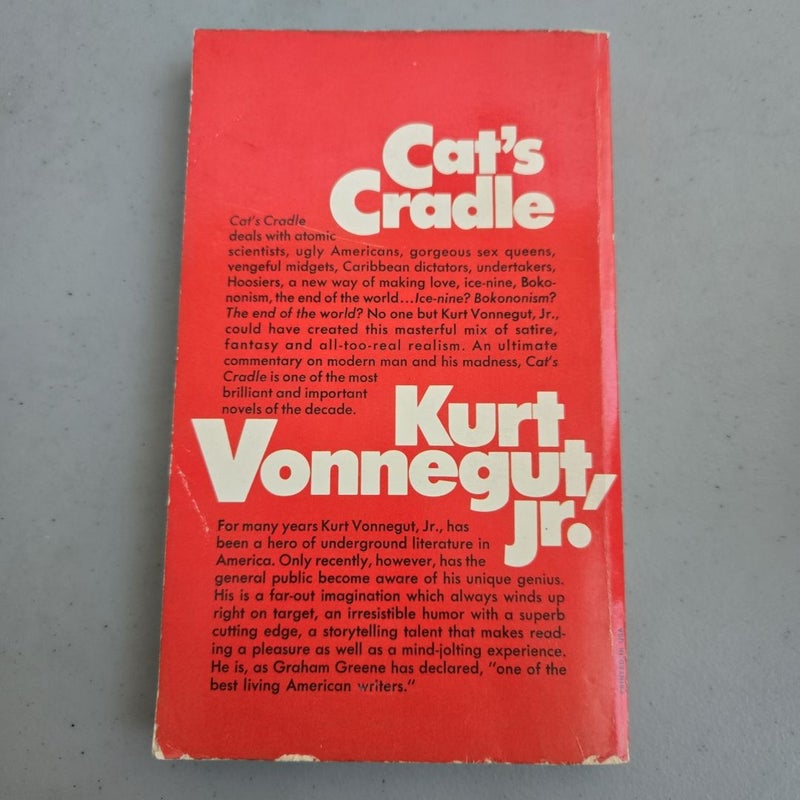 Cat's
Cradle
Cat's Cradle
deals with atomic
scientists, ugly Americans, gorgeous sex queens,
vengeful midgets, Caribbean dictators, undertakers,
Hoosiers, a new way of making love, ice-nine, Boko-
nonism, the end of the world...Ice-nine? Bokononism?
The end of the world? No one but Kurt Vonnegut, Jr.,
could have created this masterful mix of satire,
fantasy and all-too-real realism. An ultimate
commentary on modern man and his madness, Cat's
Cradle is one of the most
brilliant and important
novels of the decade.
Kurt
Vonnegut,
jr.!
For many years Kurt Vonnegut, Jr., has
been a hero of underground literature in
America. Only recently, however, has the
general public become aware of his unique genius.
His is a far-out imagination which always winds up
right on target, an irresistible humor with a superb
cutting edge, a storytelling talent that makes read-
ing a pleasure as well as a mind-jolting experience.
He is, as Graham Greene has declared, "one of the
best living American writers."
PRINTED IN USA